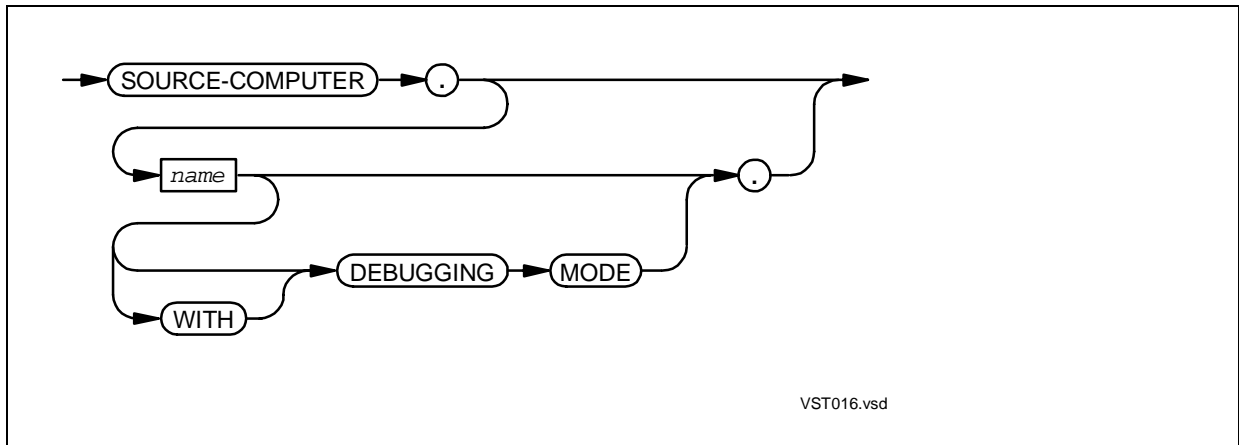 SOURCE-COMPUTER .
name .
DEBUGGING MODE
WITH
VST016.vsd